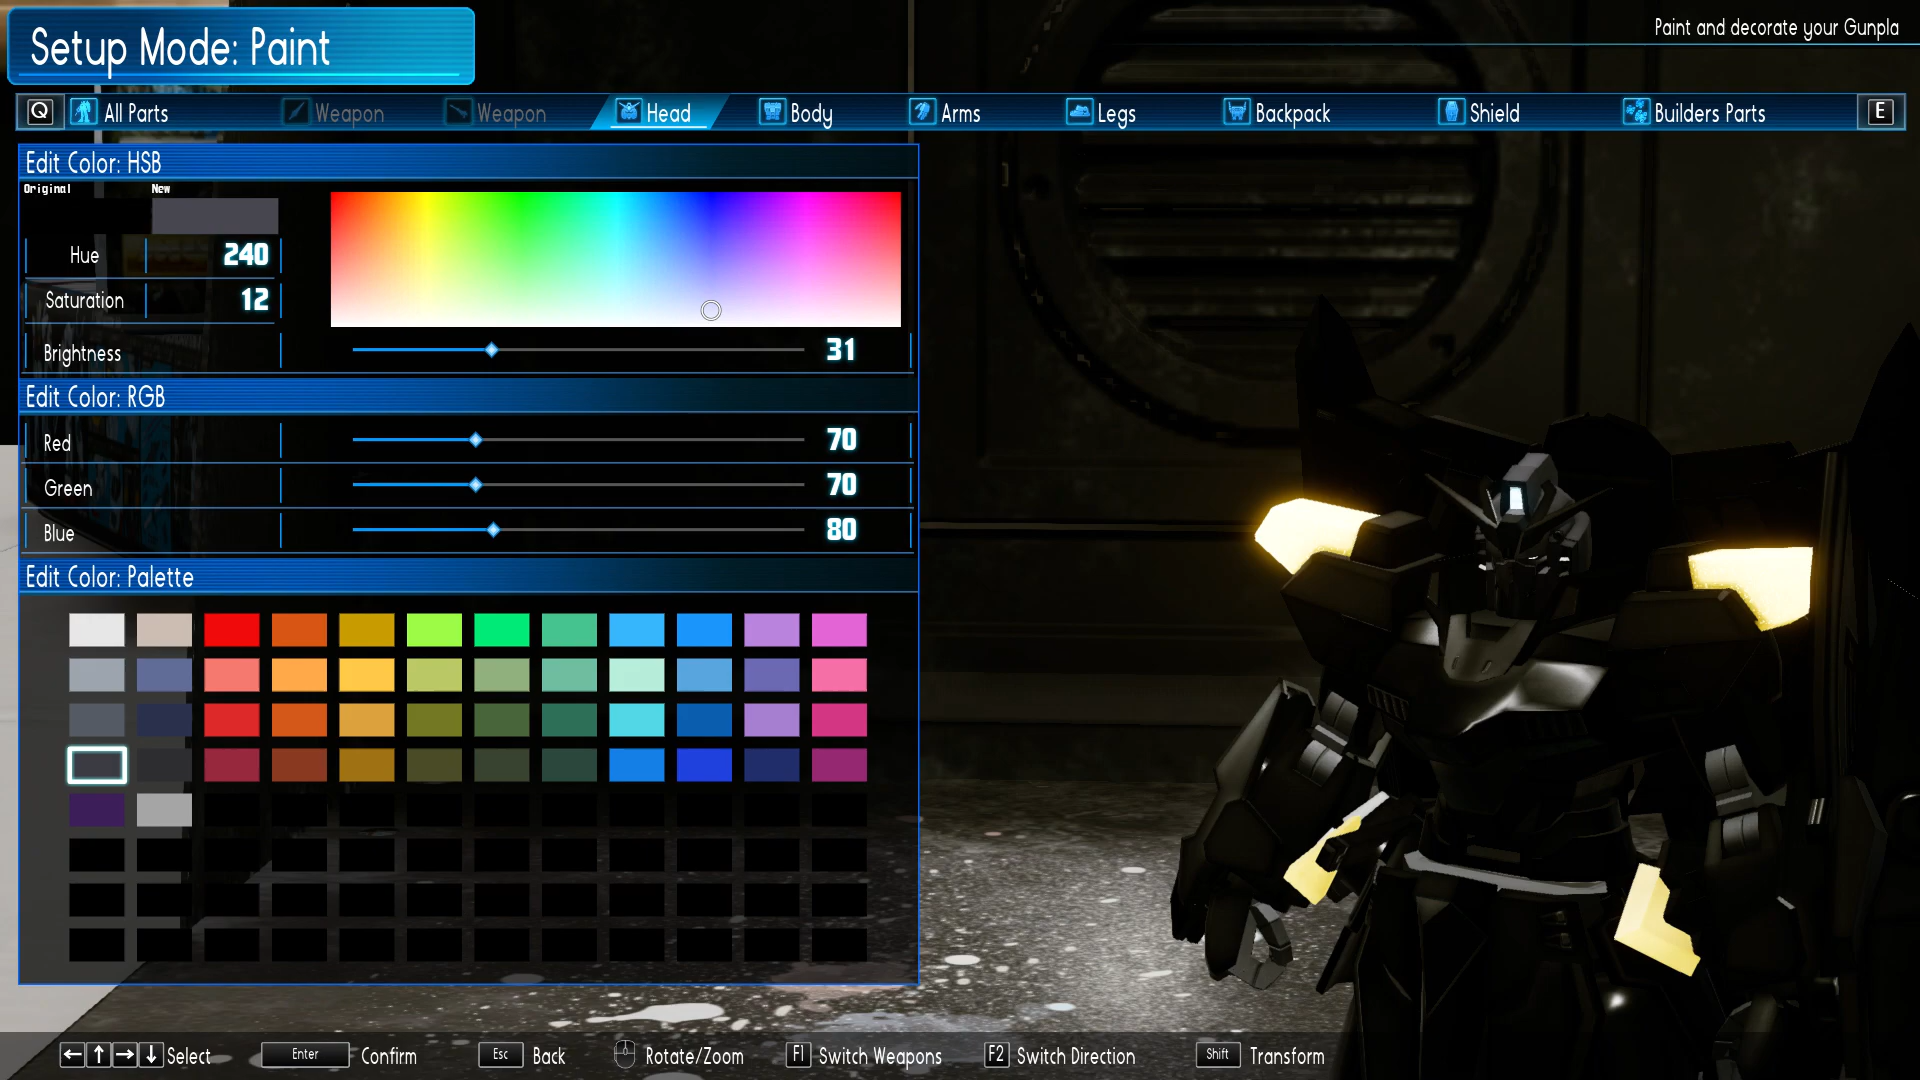 Setup Mode: Paint
Paint and decorate your Gunpla
Q All Parts Weapon Weapon Head Body Arms Legs Backpack Shield Builders Parts E
Edit Color: HSB
Original New
Hue 240
Saturation 12
Brightness 31
Edit Color: RGB
Red 70
Green 70
Blue 80
Edit Color: Palette
←↑→↓ Select Enter Confirm Esc Back Rotate/Zoom F1 Switch Weapons F2 Switch Direction Shift Transform